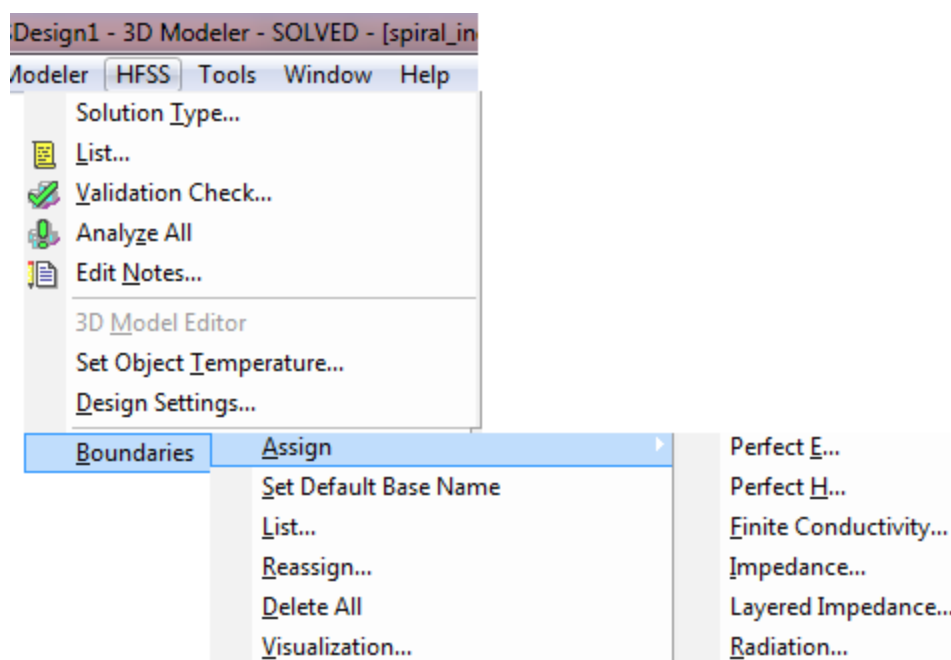 Design1 - 3D Modeler - SOLVED - [spiral_in
Modeler HFSS Tools Window Help
Solution Type...
List...
Validation Check...
Analyze All
Edit Notes...
3D Model Editor
Set Object Temperature...
Design Settings...
Boundaries
Assign
Set Default Base Name
List...
Reassign...
Delete All
Visualization...
Perfect E...
Perfect H...
Finite Conductivity...
Impedance...
Layered Impedance...
Radiation...